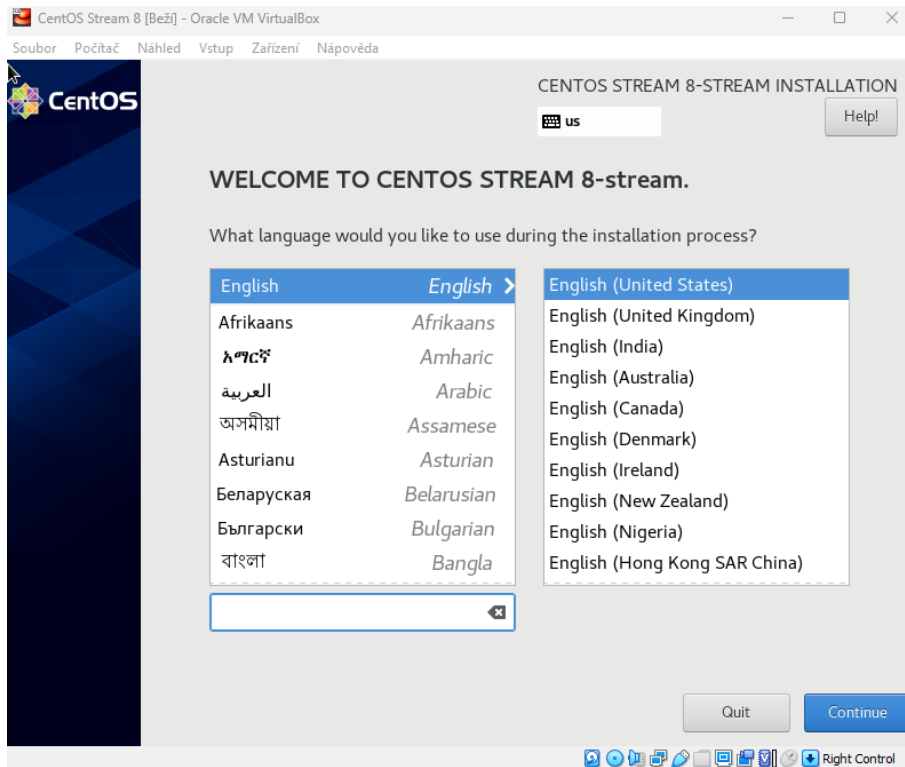 CentOS Stream 8 [Beží] - Oracle VM VirtualBox
Soubor Počítač Náhled Vstup Zařízení Nápověda
CentOS
CENTOS STREAM 8-STREAM INSTALLATION
us
Help!
WELCOME TO CENTOS STREAM 8-stream.
What language would you like to use during the installation process?
English English
Afrikaans Afrikaans
አማርኛ Amharic
العربية Arabic
অসমীয়া Assamese
Asturianu Asturian
Беларуская Belarusian
Български Bulgarian
বাংলা Bangla
English (United States)
English (United Kingdom)
English (India)
English (Australia)
English (Canada)
English (Denmark)
English (Ireland)
English (New Zealand)
English (Nigeria)
English (Hong Kong SAR China)
Quit
Continue
Right Control